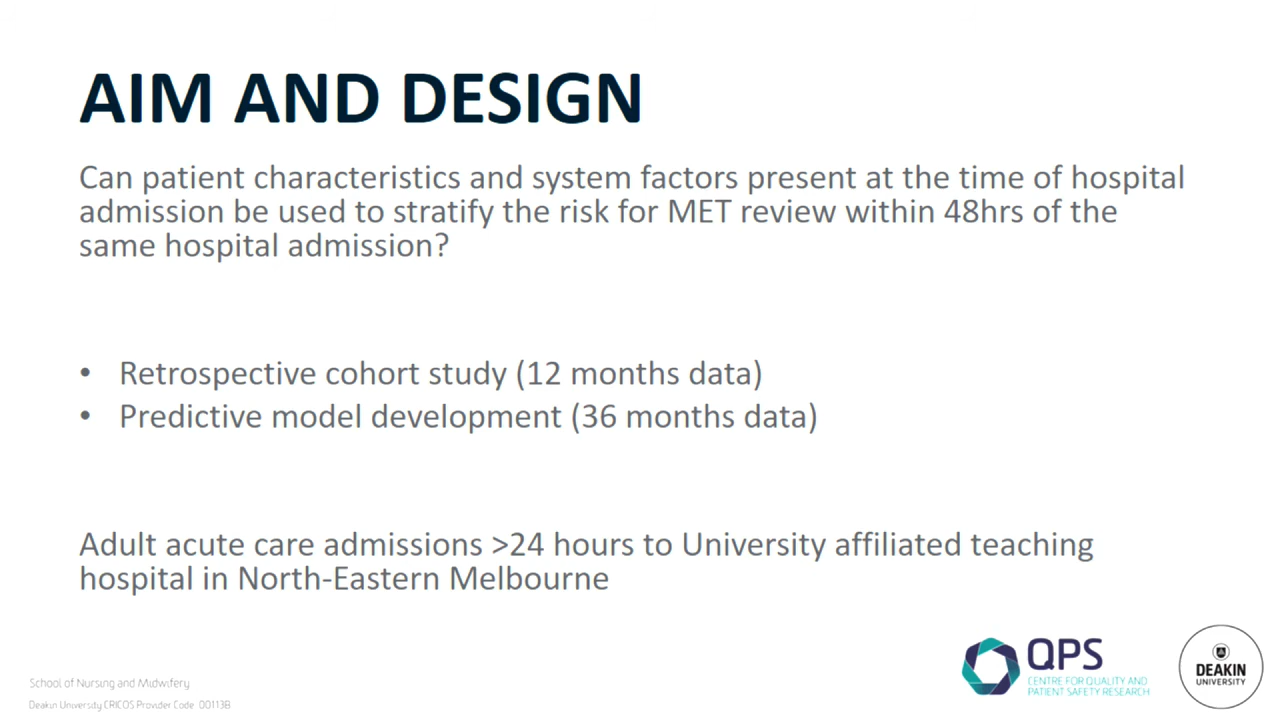 AIM AND DESIGN
Can patient characteristics and system factors present at the time of hospital
admission be used to stratify the risk for MET review within 48hrs of the
same hospital admission?
• Retrospective cohort study (12 months data)
• Predictive model development (36 months data)
Adult acute care admissions >24 hours to University affiliated teaching
hospital in North-Eastern Melbourne
QPS
CENTRE FOR QUALITY AND
PATIENT SAFETY RESEARCH
DEAKIN
UNIVERSITY
School of Nursing and Midwifery
Deakin University CRICOS Provider Code 00113B